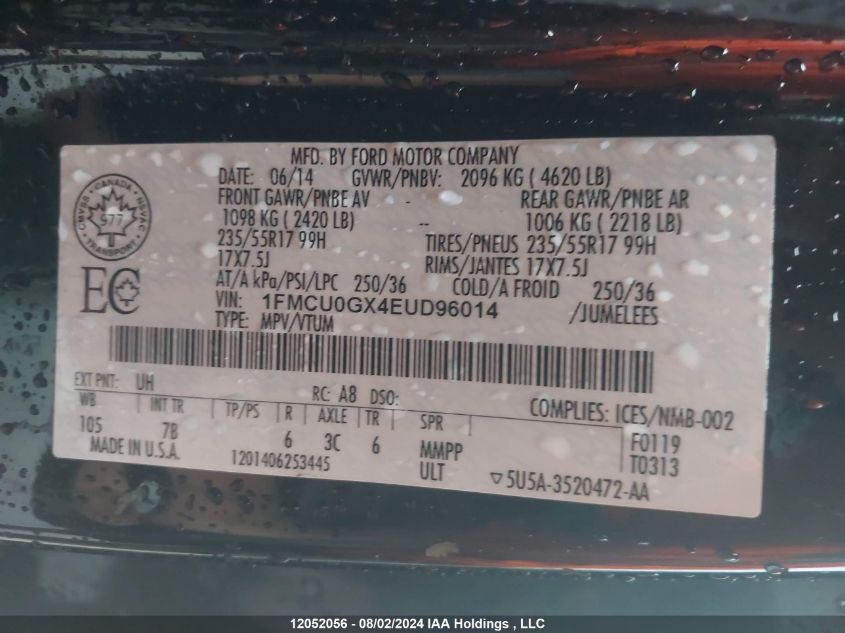 MFD. BY FORD MOTOR COMPANY
DATE: 06/14 GVWR/PNBV: 2096 KG ( 4620 LB)
FRONT GAWR/PNBE AV - REAR GAWR/PNBE AR
1098 KG ( 2420 LB) -- 1006 KG ( 2218 LB)
235/55R17 99H TIRES/PNEUS 235/55R17 99H
17X7.5J RIMS/JANTES 17X7.5J
AT/A kPa/PSI/LPC 250/36 COLD/A FROID 250/36
VIN: 1FMCU0GX4EUD96014 /JUMELEES
TYPE: MPV/VTUM
CANADA
CMVSS NSVAC
577
TRANSPORT
EC
EXT PNT: UH RC: A8 DSO: COMPLIES: ICES/NMB-002
WB INT TR TP/PS R AXLE TR SPR F0119
105 7B 6 3C 6 MMPP T0313
MADE IN U.S.A. 1201406253445 ULT ▽5U5A-3520472-AA
12052056 - 08/02/2024 IAA Holdings , LLC